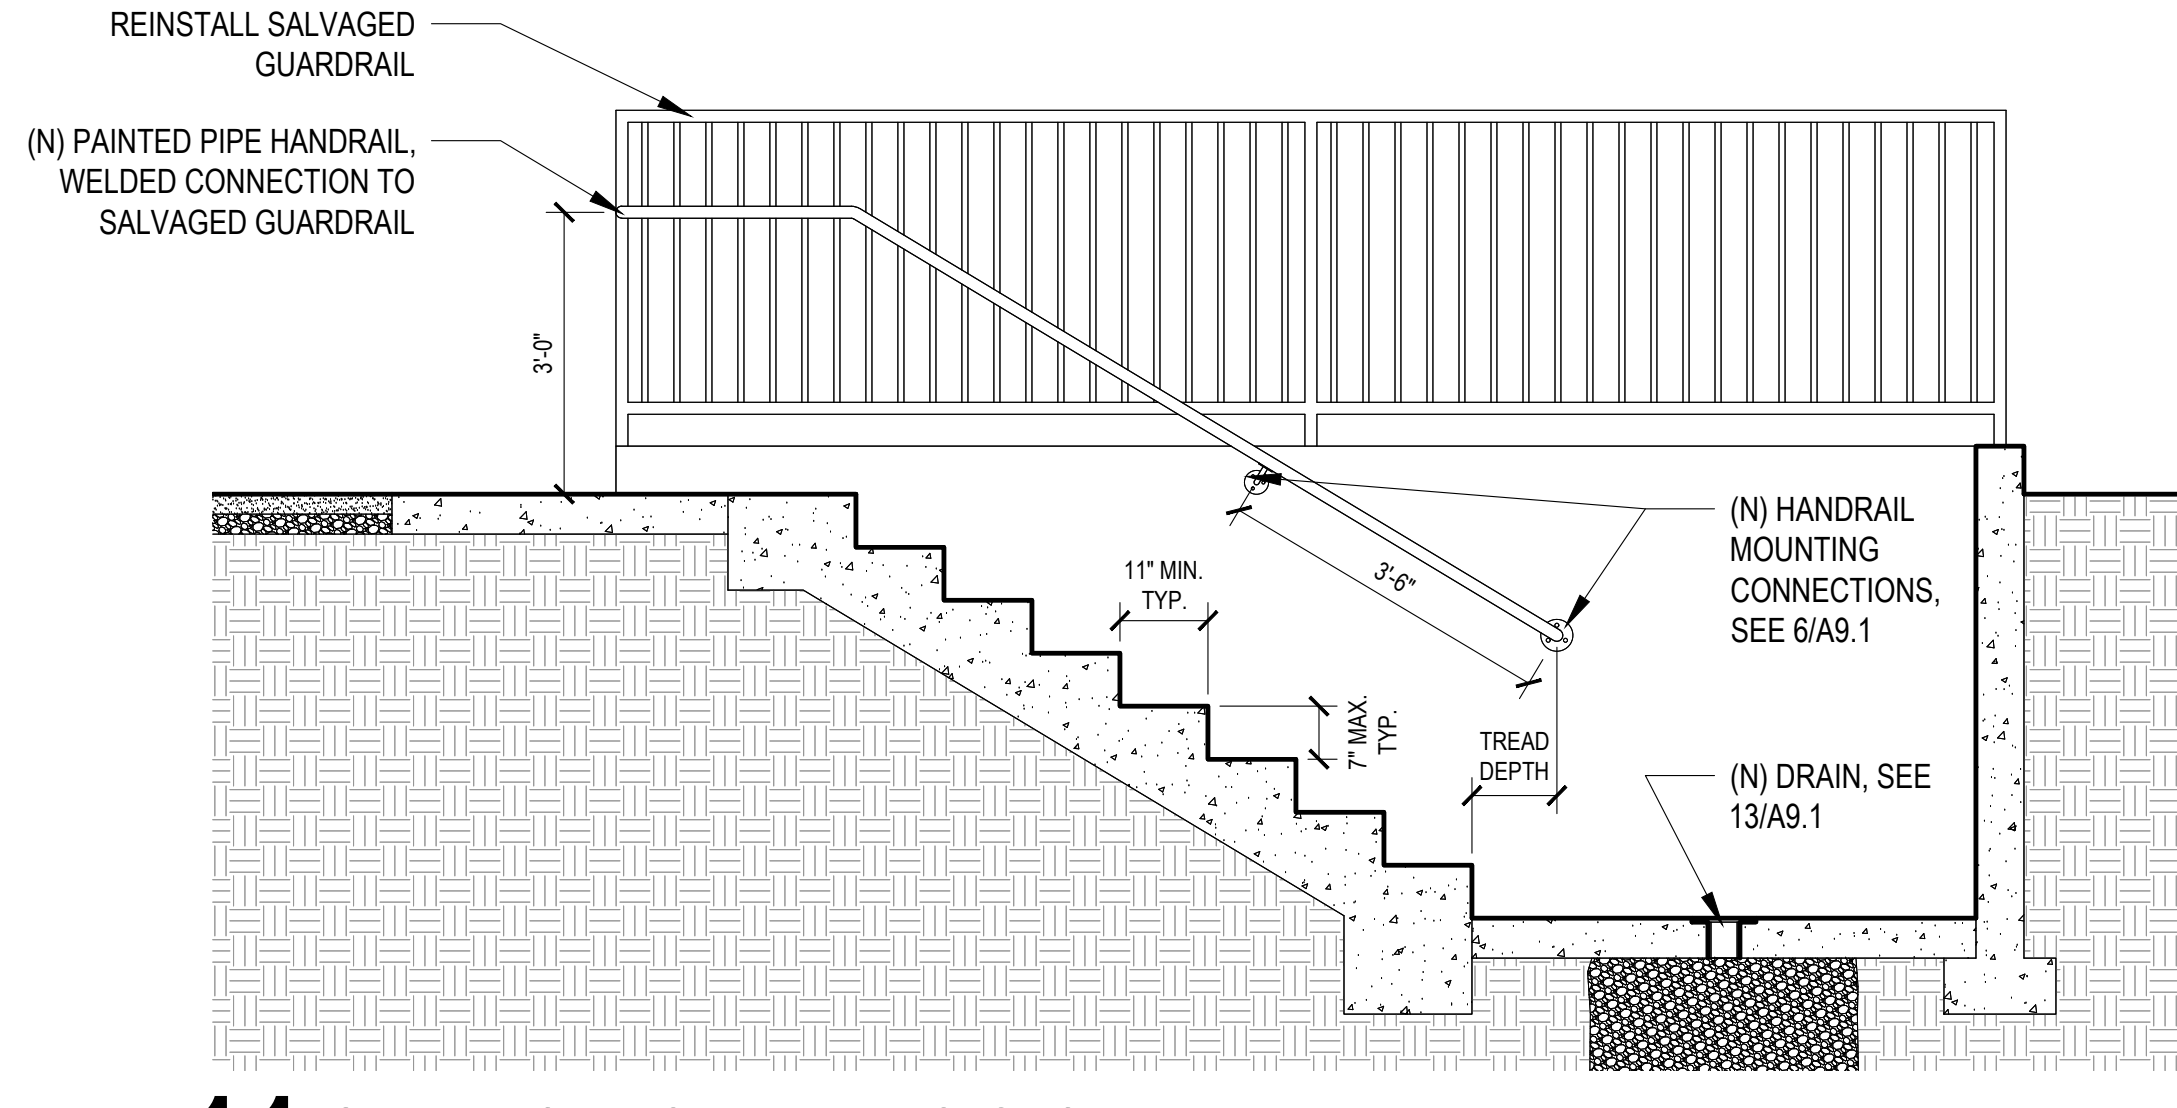 REINSTALL SALVAGED
GUARDRAIL
(N) PAINTED PIPE HANDRAIL,
WELDED CONNECTION TO
SALVAGED GUARDRAIL
3'-0"
11" MIN.
TYP.
3'-6"
7" MAX.
TYP.
TREAD
DEPTH
(N) HANDRAIL
MOUNTING
CONNECTIONS,
SEE 6/A9.1
(N) DRAIN, SEE
13/A9.1